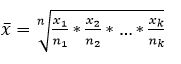 x̄ = ⁿ√(x₁/n₁ * x₂/n₂ * … * xₖ/nₖ)